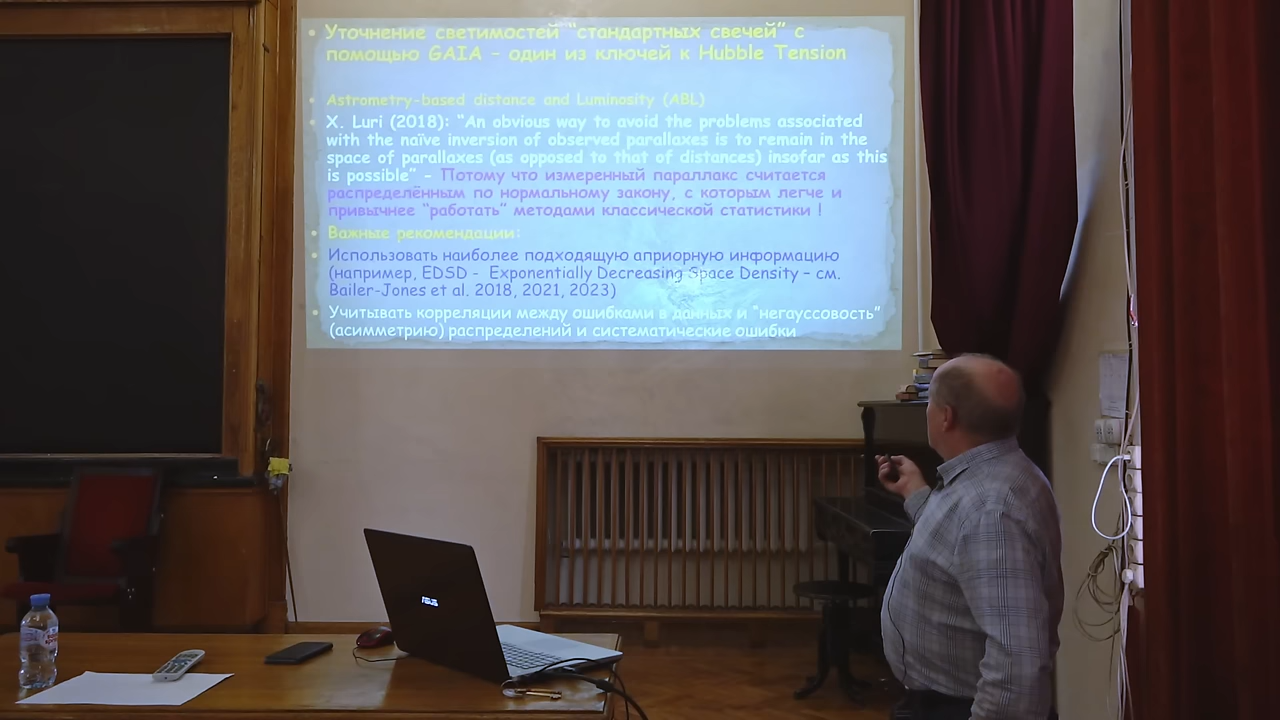 • Уточнение светимостей “стандартных свечей” с
помощью GAIA – один из ключей к Hubble Tension
• Astrometry-based distance and Luminosity (ABL)
• X. Luri (2018): “An obvious way to avoid the problems associated
with the naïve inversion of observed parallaxes is to remain in the
space of parallaxes (as opposed to that of distances) insofar as this
is possible” – Потому что измеренный параллакс считается
распределённым по нормальному закону, с которым легче и
привычнее “работать” методами классической статистики !
• Важные рекомендации:
• Использовать наиболее подходящую априорную информацию
(например, EDSD - Exponentially Decreasing Space Density – см.
Bailer-Jones et al. 2018, 2021, 2023)
• Учитывать корреляции между ошибками в данных и “негауссовость”
(асимметрию) распределений и систематические ошибки
ASUS